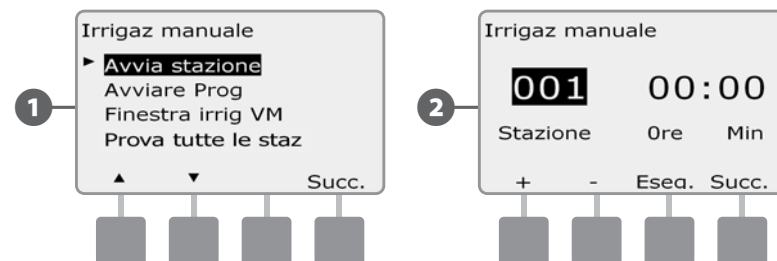 1
Irrigaz manuale
► Avvia stazione
Avviare Prog
Finestra irrig VM
Prova tutte le staz
▲ ▼ Succ.
2
Irrigaz manuale
001 00:00
Stazione Ore Min
+ - Eseg. Succ.